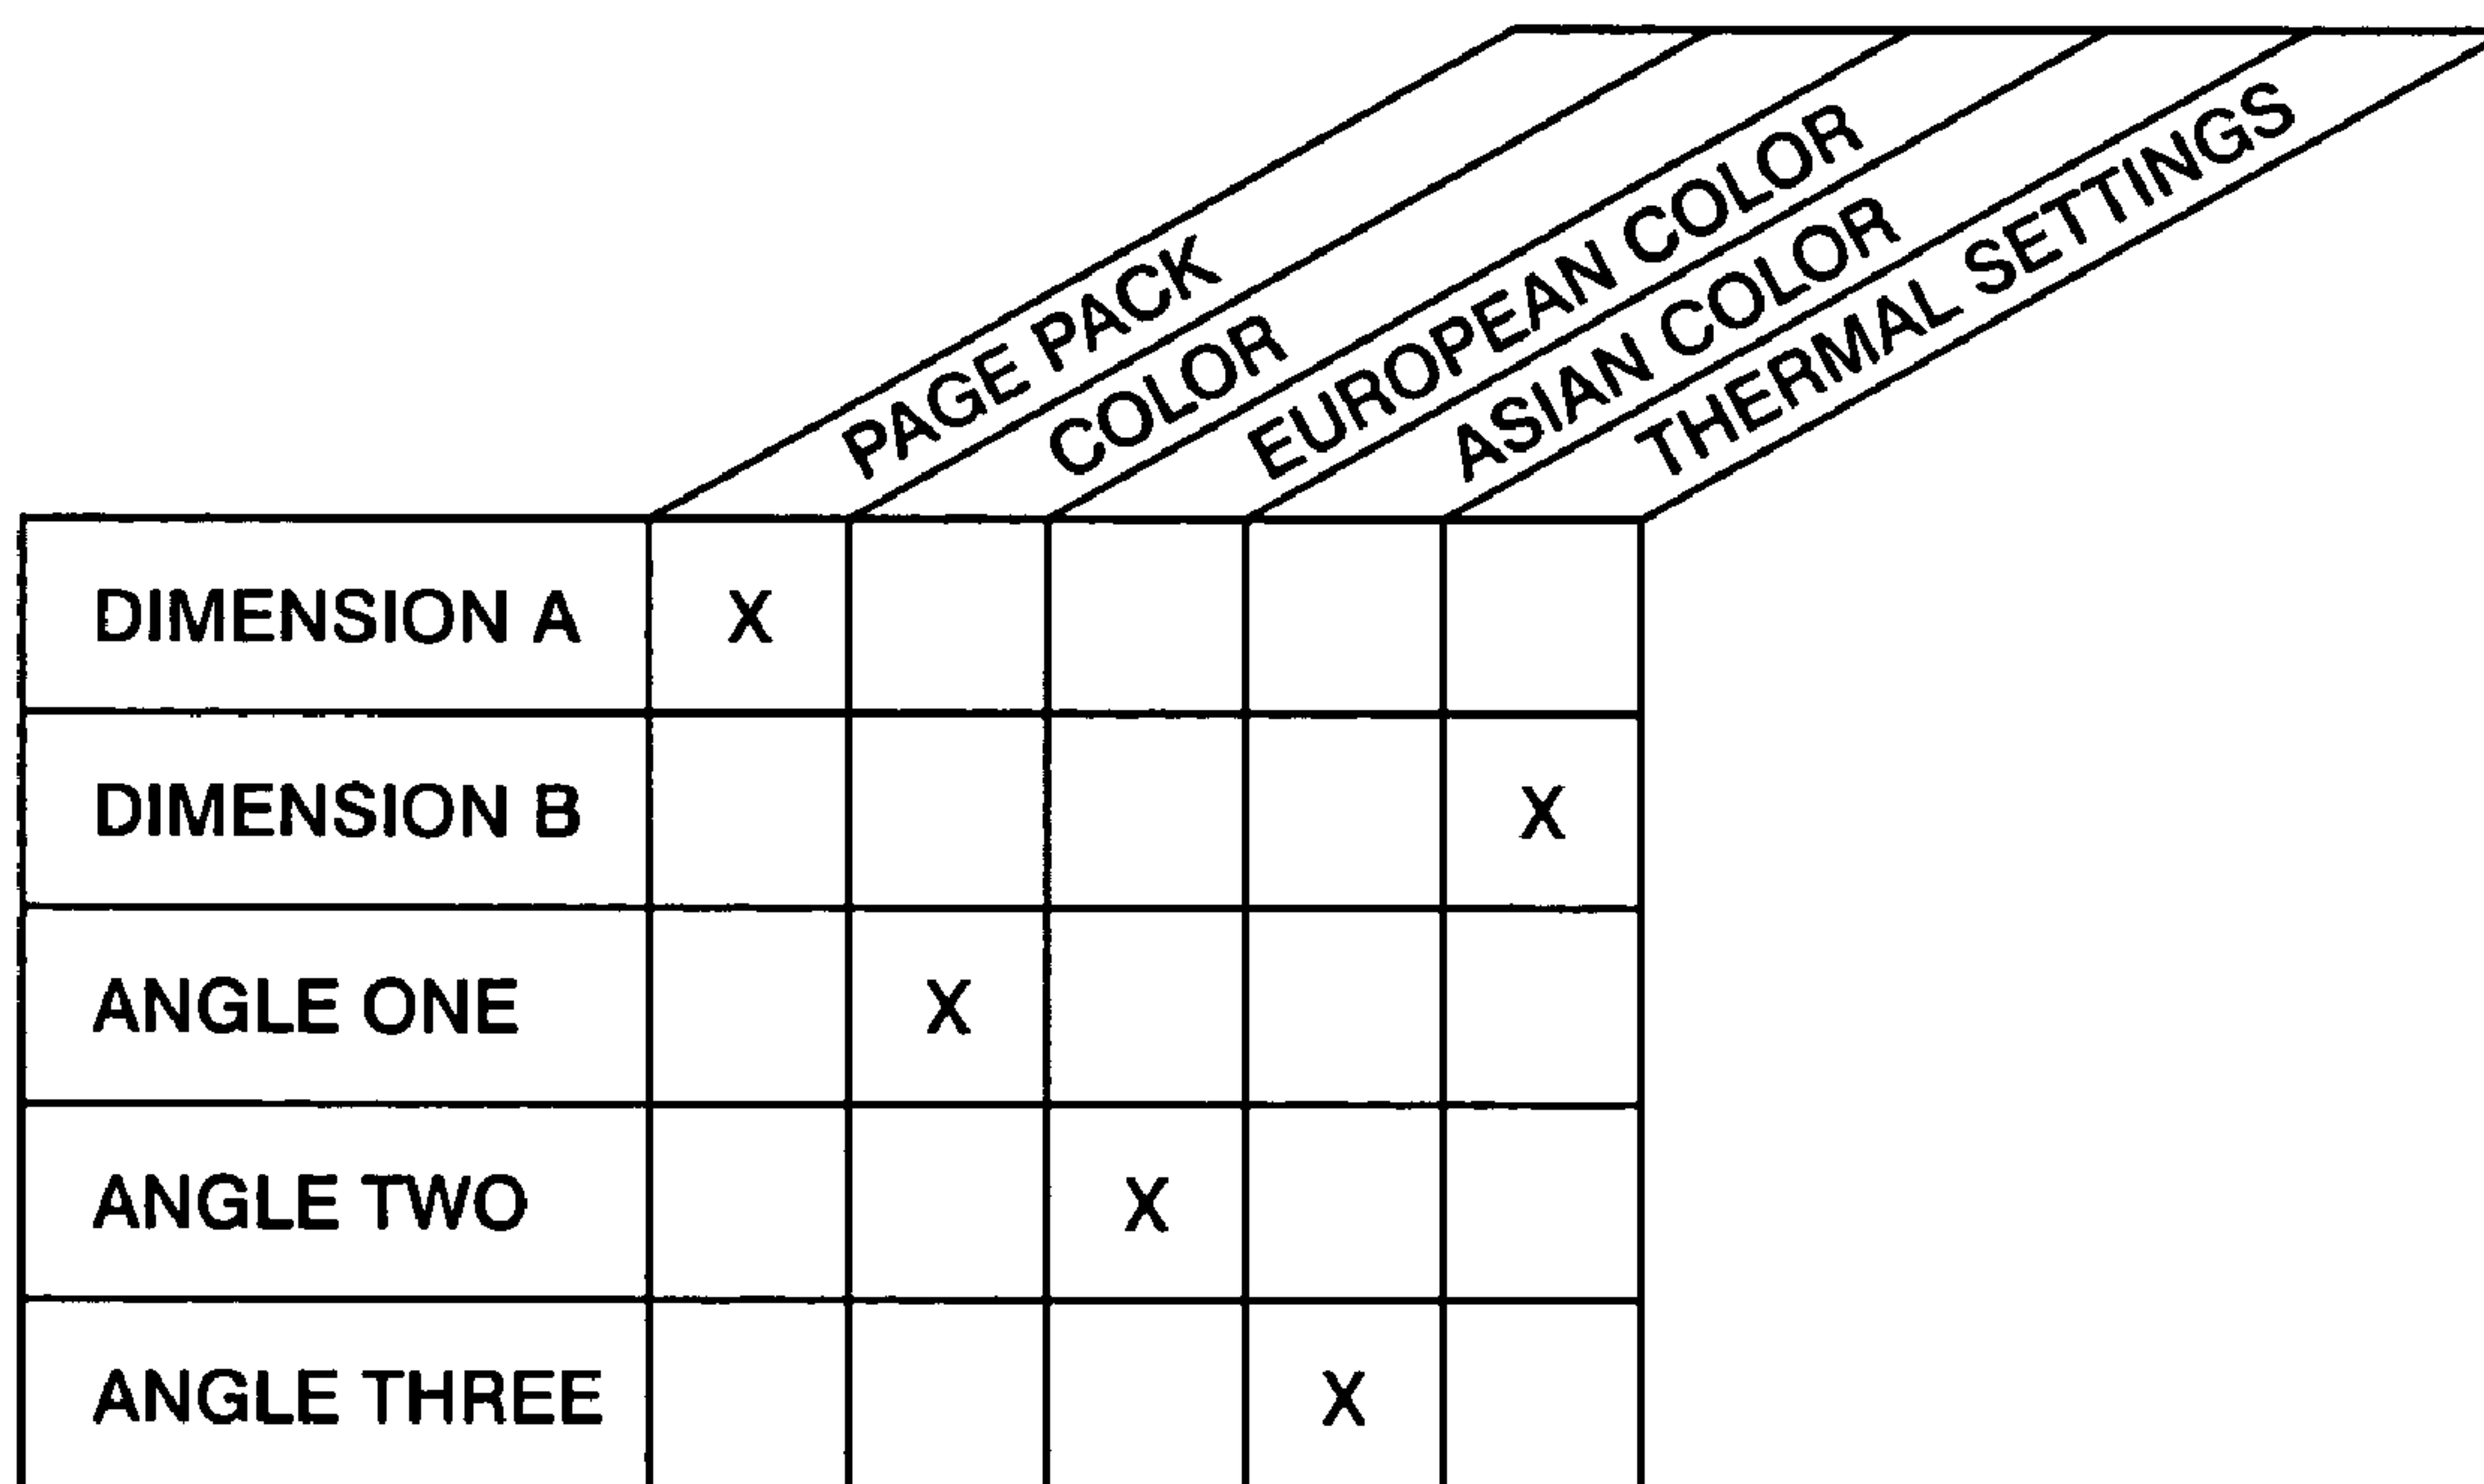 PAGE PACK
COLOR
EUROPEAN COLOR
ASIAN COLOR
THERMAL SETTINGS
DIMENSION A X
DIMENSION B X
ANGLE ONE X
ANGLE TWO X
ANGLE THREE X